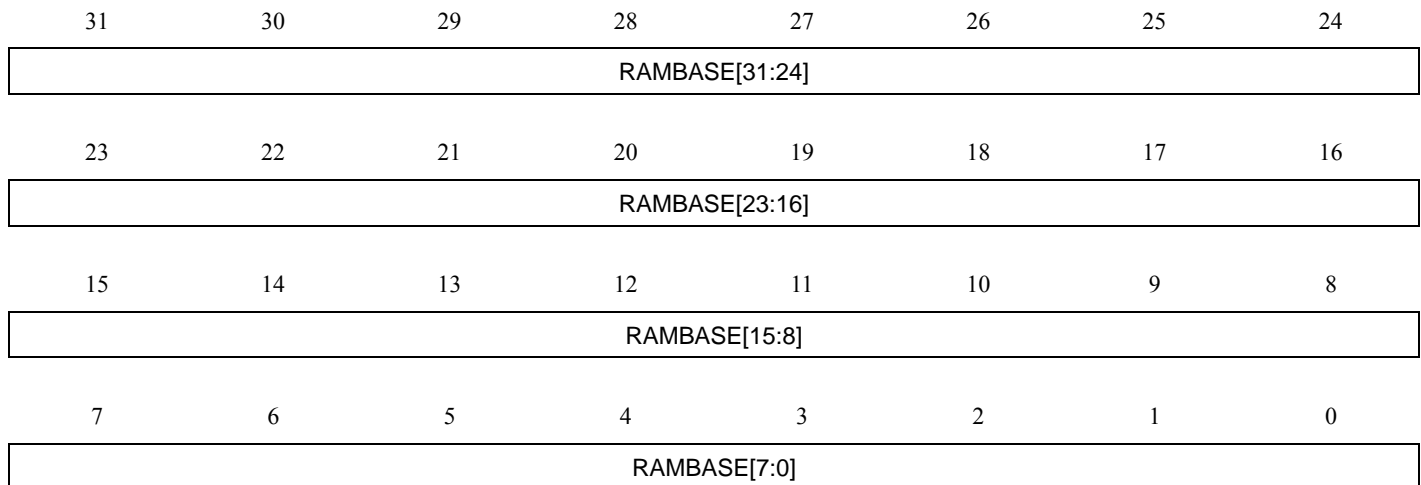 31 30 29 28 27 26 25 24
RAMBASE[31:24]
23 22 21 20 19 18 17 16
RAMBASE[23:16]
15 14 13 12 11 10 9 8
RAMBASE[15:8]
7 6 5 4 3 2 1 0
RAMBASE[7:0]